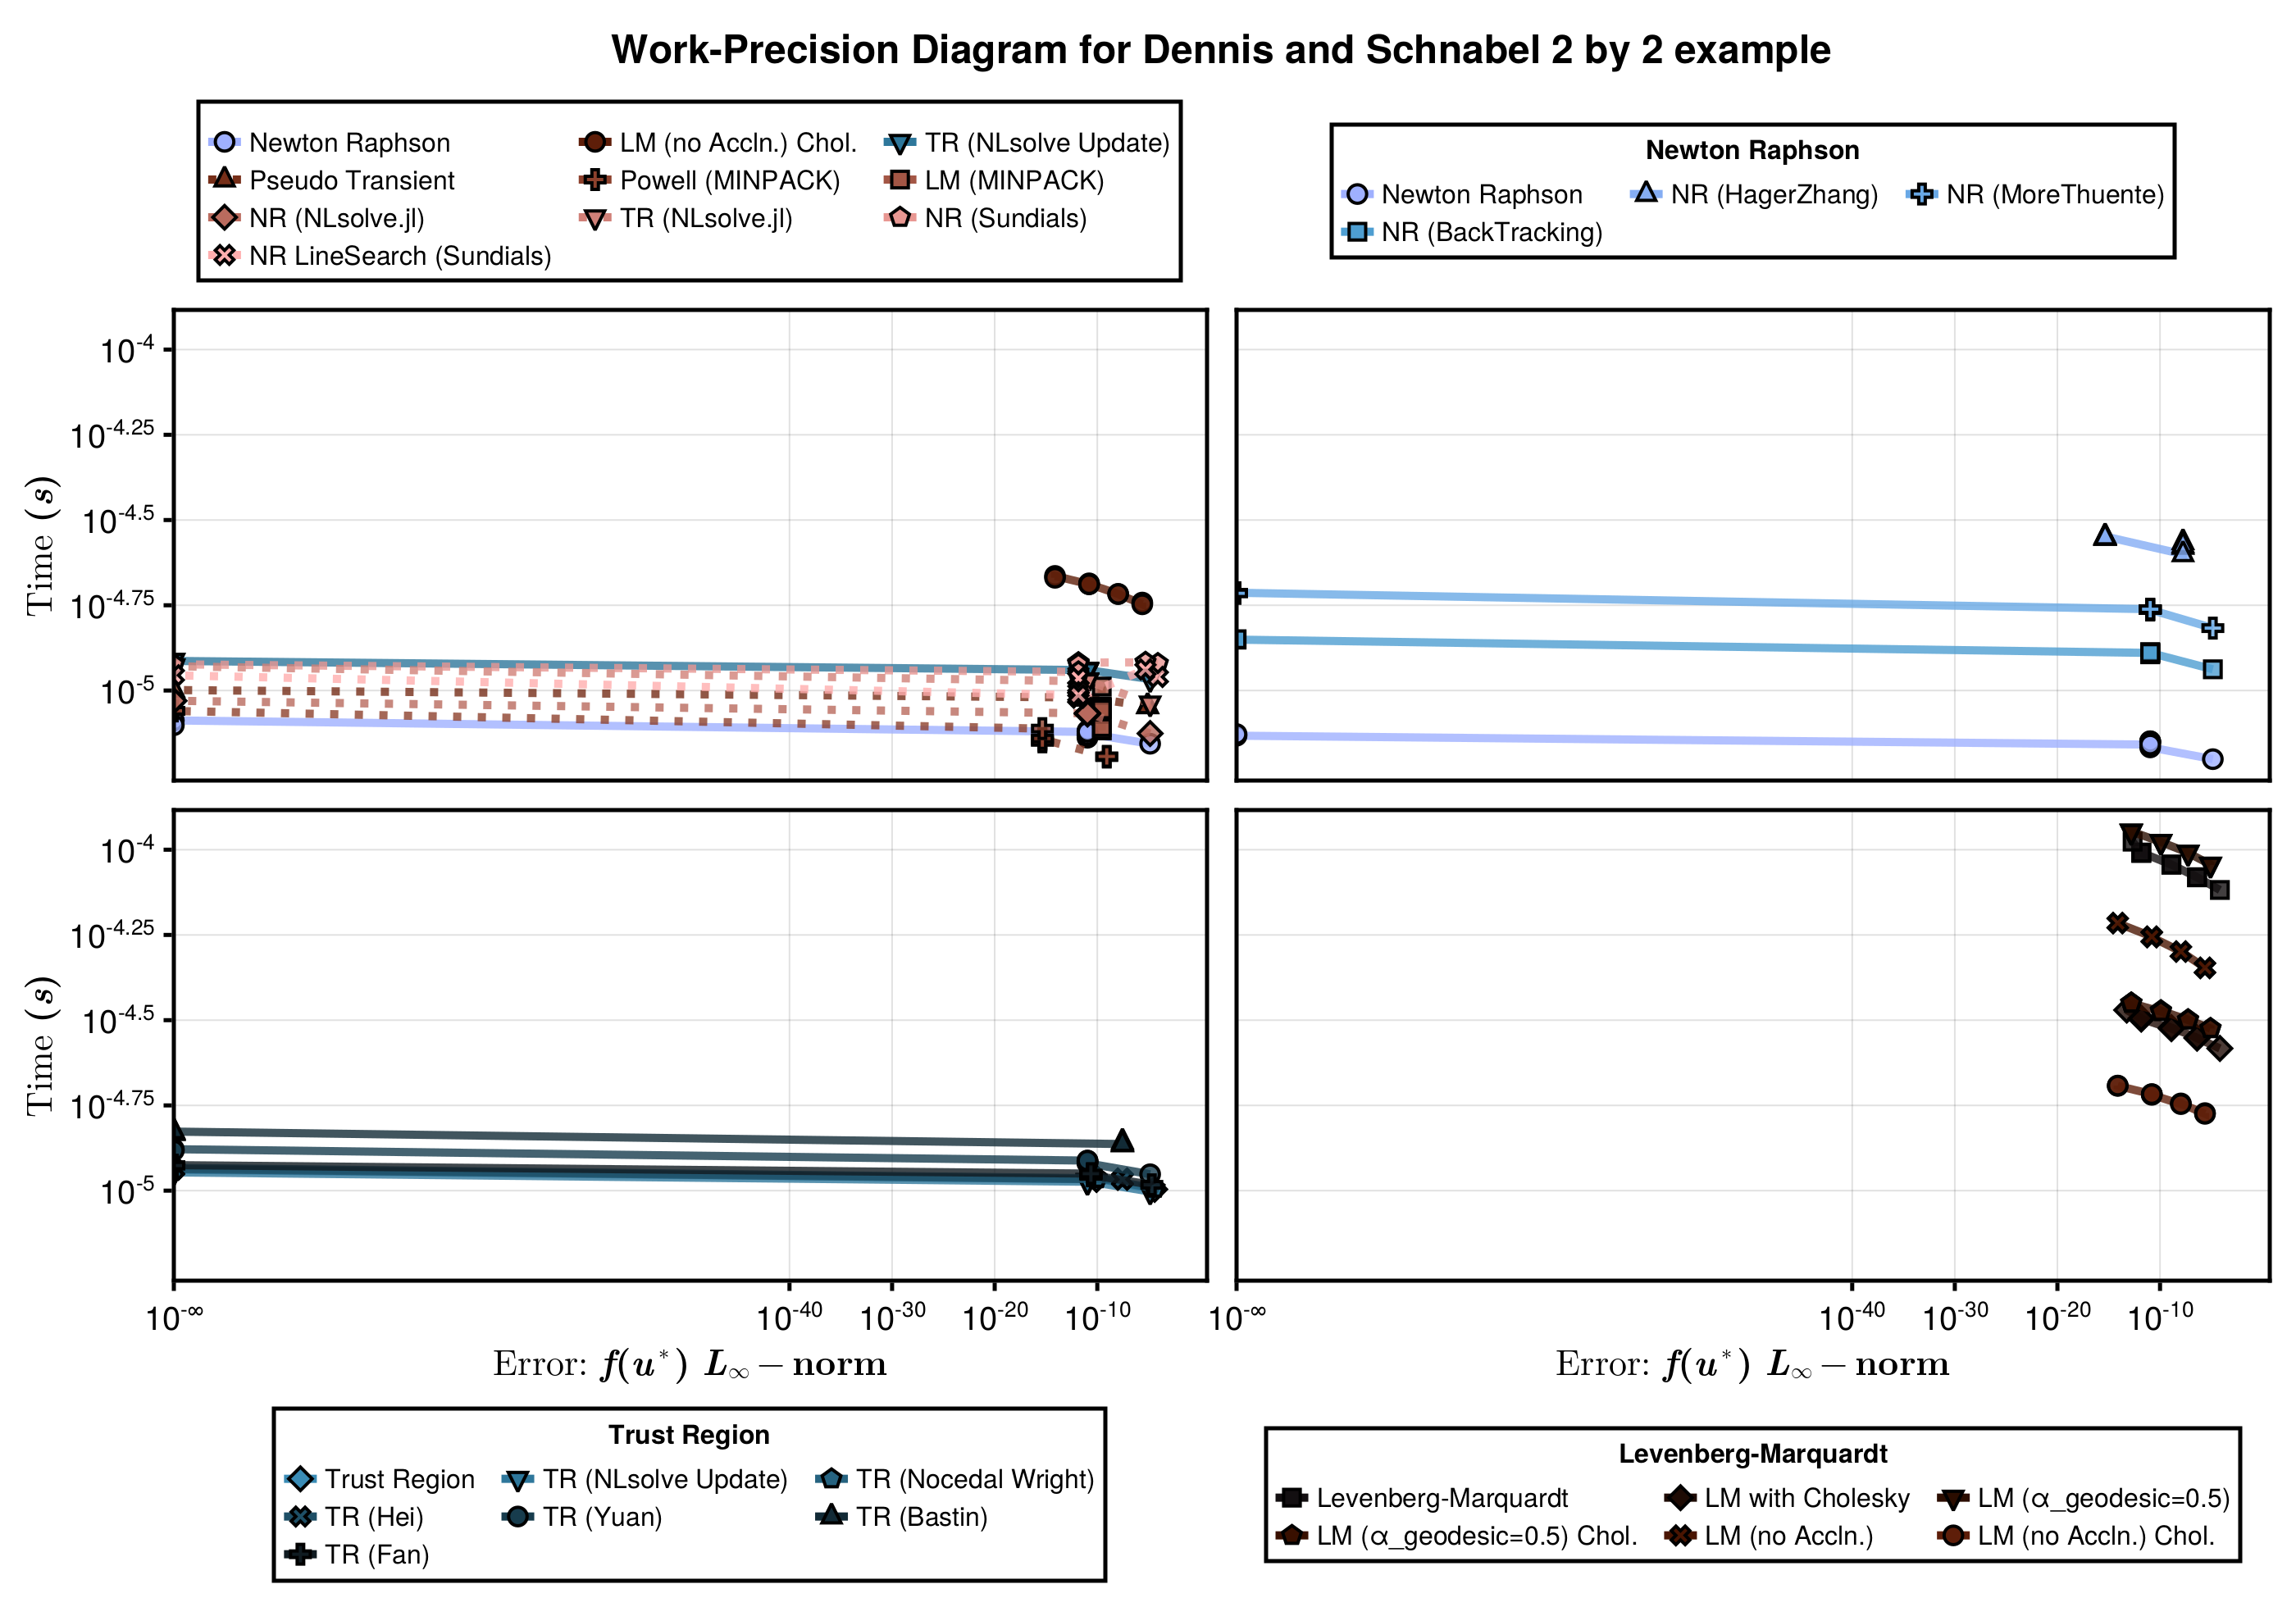 Work-Precision Diagram for Dennis and Schnabel 2 by 2 example
Newton Raphson LM (no Accln.) Chol. TR (NLsolve Update)
Pseudo Transient Powell (MINPACK) LM (MINPACK)
NR (NLsolve.jl) TR (NLsolve.jl) NR (Sundials)
NR LineSearch (Sundials)
Newton Raphson
Newton Raphson NR (HagerZhang) NR (MoreThuente)
NR (BackTracking)
Time (s)
10^-4
10^-4.25
10^-4.5
10^-4.75
10^-5
Time (s)
10^-4
10^-4.25
10^-4.5
10^-4.75
10^-5
10^-∞ 10^-40 10^-30 10^-20 10^-10
10^-∞ 10^-40 10^-30 10^-20 10^-10
Error: f(u*) L∞ − norm
Error: f(u*) L∞ − norm
Trust Region
Trust Region TR (NLsolve Update) TR (Nocedal Wright)
TR (Hei) TR (Yuan) TR (Bastin)
TR (Fan)
Levenberg-Marquardt
Levenberg-Marquardt LM with Cholesky LM (α_geodesic=0.5)
LM (α_geodesic=0.5) Chol. LM (no Accln.) LM (no Accln.) Chol.